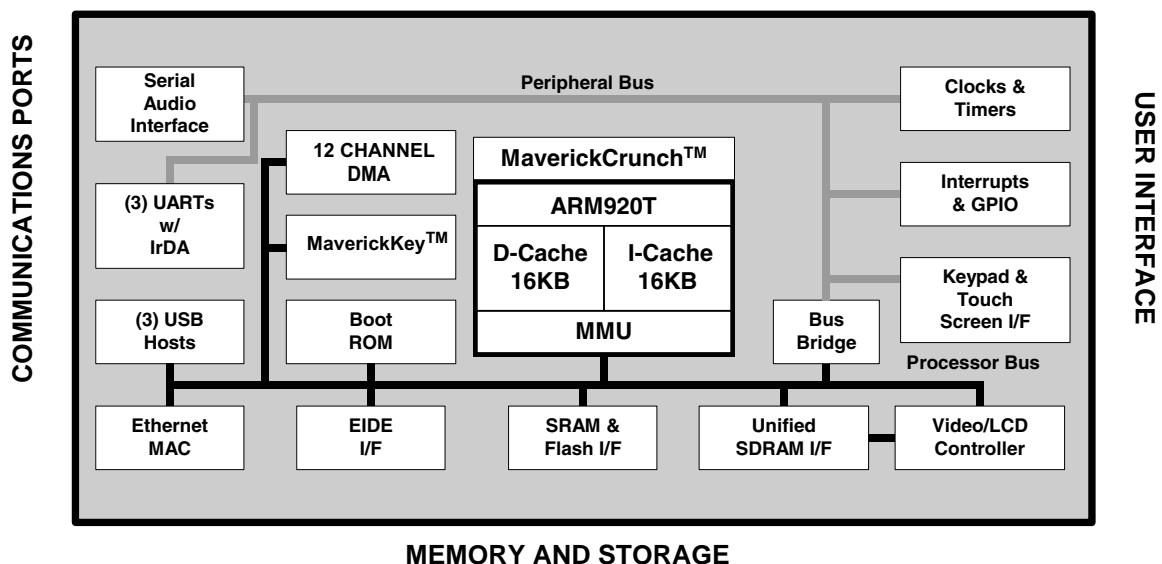 COMMUNICATIONS PORTS
Serial
Audio
Interface
Peripheral Bus
Clocks &
Timers
12 CHANNEL
DMA
MaverickCrunch™
(3) UARTs
w/
IrDA
ARM920T
Interrupts
& GPIO
MaverickKey™
D-Cache
16KB
I-Cache
16KB
Keypad &
Touch
Screen I/F
(3) USB
Hosts
Boot
ROM
MMU
Bus
Bridge
Processor Bus
Ethernet
MAC
EIDE
I/F
SRAM &
Flash I/F
Unified
SDRAM I/F
Video/LCD
Controller
USER INTERFACE
MEMORY AND STORAGE